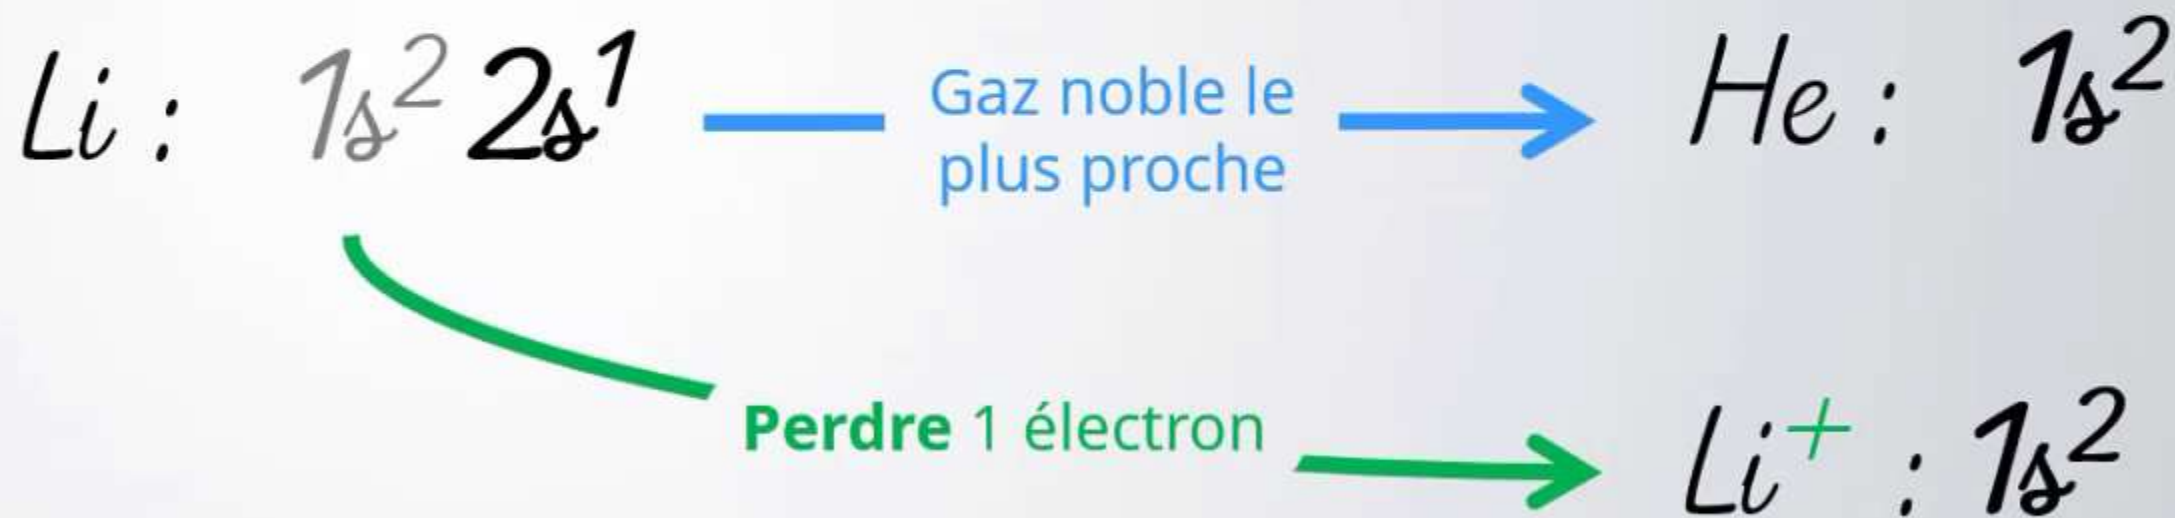 Li : 1s² 2s¹ Gaz noble le plus proche He : 1s²
Perdre 1 électron
Li⁺ : 1s²